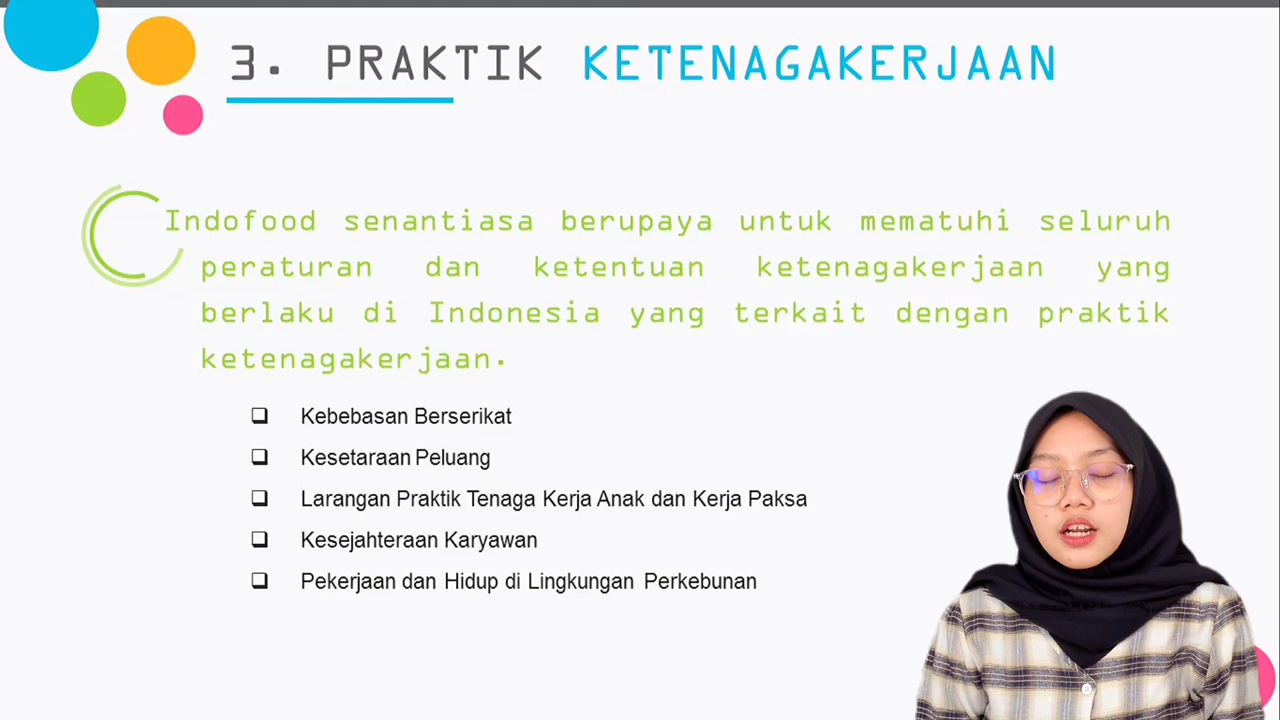 3. PRAKTIK KETENAGAKERJAAN
Indofood senantiasa berupaya untuk mematuhi seluruh
peraturan dan ketentuan ketenagakerjaan yang
berlaku di Indonesia yang terkait dengan praktik
ketenagakerjaan.
Kebebasan Berserikat
Kesetaraan Peluang
Larangan Praktik Tenaga Kerja Anak dan Kerja Paksa
Kesejahteraan Karyawan
Pekerjaan dan Hidup di Lingkungan Perkebunan